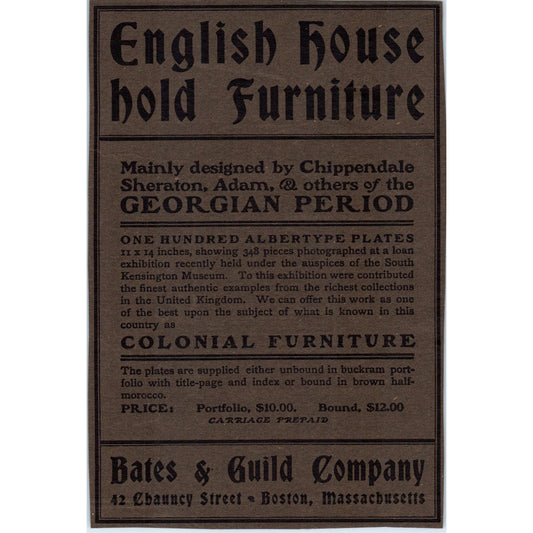 English House
hold Furniture
Mainly designed by Chippendale
Sheraton, Adam, & others of the
GEORGIAN PERIOD
ONE HUNDRED ALBERTYPE PLATES
11 x 14 inches, showing 348 pieces photographed at a loan
exhibition recently held under the auspices of the South
Kensington Museum. To this exhibition were contributed
the finest authentic examples from the richest collections
in the United Kingdom. We can offer this work as one
of the best upon the subject of what is known in this
country as
COLONIAL FURNITURE
The plates are supplied either unbound in buckram port-
folio with title-page and index or bound in brown half-
morocco.
PRICE: Portfolio, $10.00. Bound, $12.00
CARRIAGE PREPAID
Bates & Guild Company
42 Chauncy Street • Boston, Massachusetts